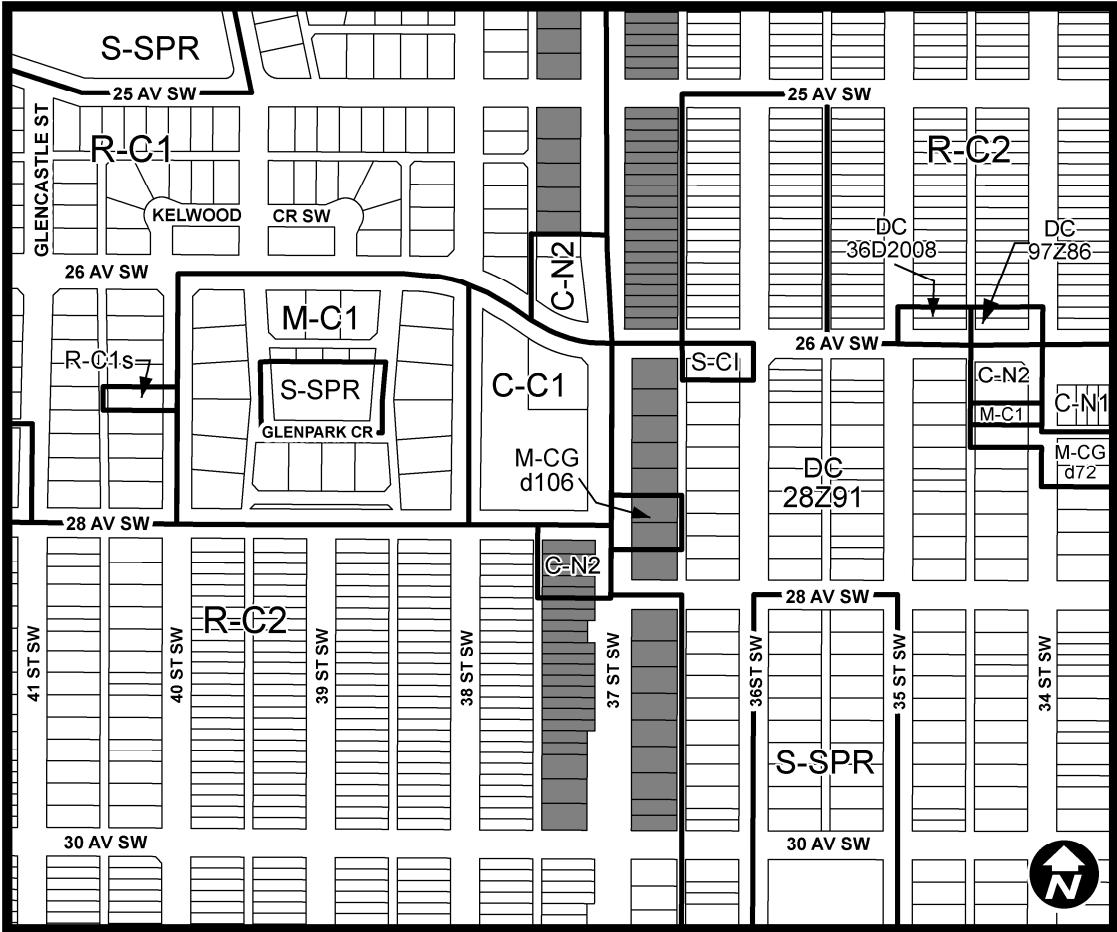 S-SPR
25 AV SW
25 AV SW
GLENCASTLE ST
R-C1
R-C2
KELWOOD
CR SW
DC
36D2008
DC
97Z86
26 AV SW
C-N2
M-C1
26 AV SW
R-C1s
S-SPR
GLENPARK CR
C-C1
S-CI
C-N2
M-C1
C-N1
M-CG
d106
DC
28Z91
M-CG
d72
28 AV SW
C-N2
28 AV SW
R-C2
41 ST SW
40 ST SW
39 ST SW
38 ST SW
37 ST SW
36ST SW
35 ST SW
34 ST SW
S-SPR
30 AV SW
30 AV SW
N